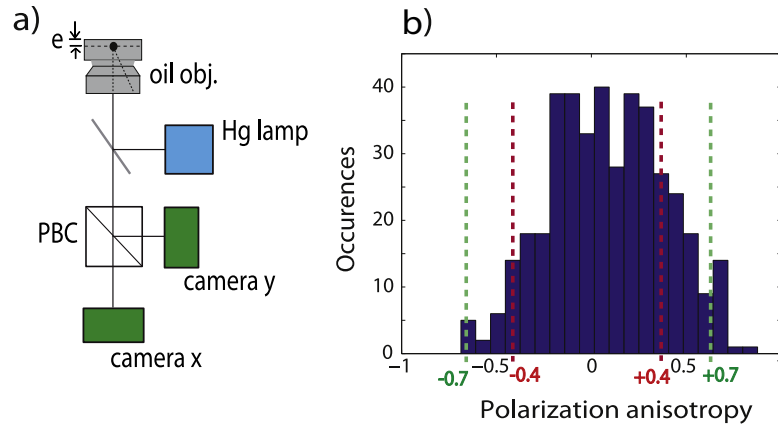 a)
e
oil obj.
Hg lamp
PBC
camera y
camera x
b)
Occurences
40
30
20
10
0
-1
-0.5
0
0.5
-0.7
-0.4
+0.4
+0.7
Polarization anisotropy